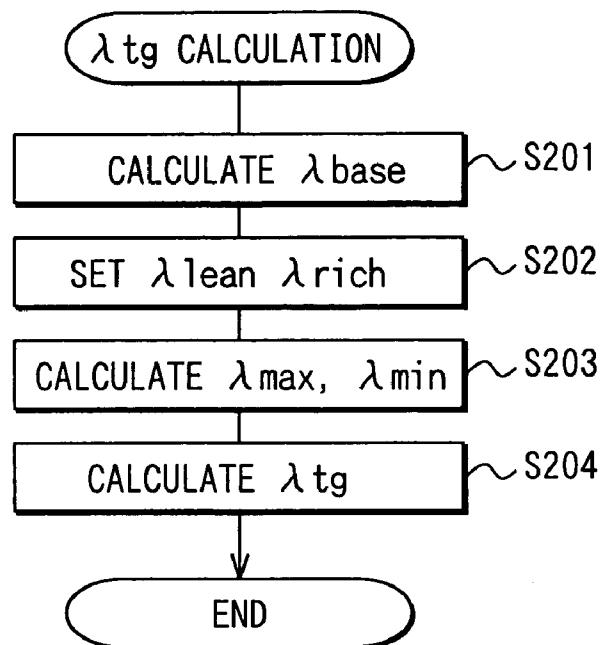 λtg CALCULATION
CALCULATE λbase
S201
SET λlean λrich
S202
CALCULATE λmax, λmin
S203
CALCULATE λtg
S204
END